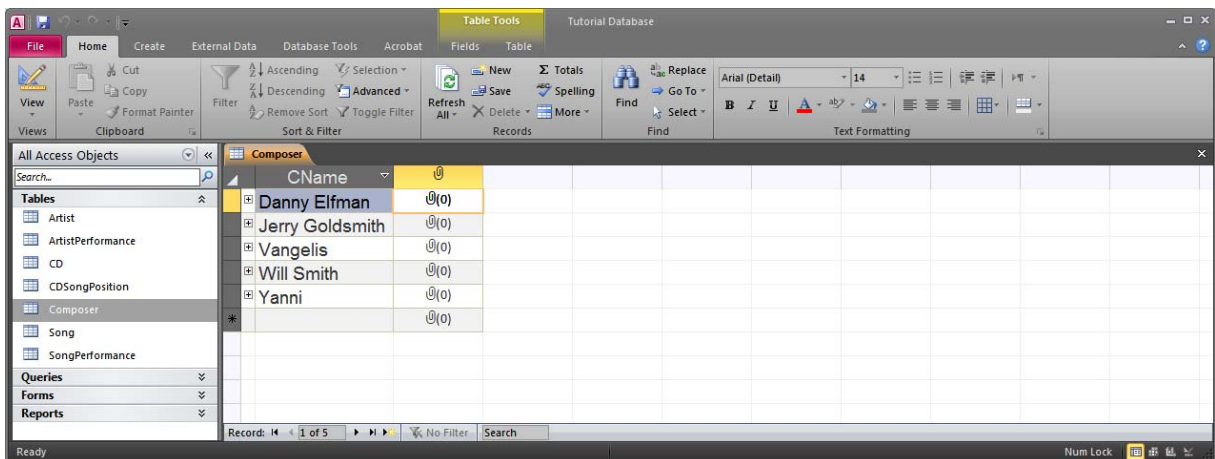 A Table Tools Tutorial Database
File Home Create External Data Database Tools Acrobat Fields Table
View
Views
Paste
Cut
Copy
Format Painter
Clipboard
Filter
Ascending
Descending
Remove Sort
Selection
Advanced
Toggle Filter
Sort & Filter
Refresh All
New
Save
Delete
Σ Totals
Spelling
More
Records
Find
Replace
Go To
Select
Find
Arial (Detail) 14
B I U A ab
Text Formatting
All Access Objects
Search...
Tables
Artist
ArtistPerformance
CD
CDSongPosition
Composer
Song
SongPerformance
Queries
Forms
Reports
Composer
CName
Danny Elfman (0)
Jerry Goldsmith (0)
Vangelis (0)
Will Smith (0)
Yanni (0)
* (0)
Record: 1 of 5 No Filter Search
Ready Num Lock